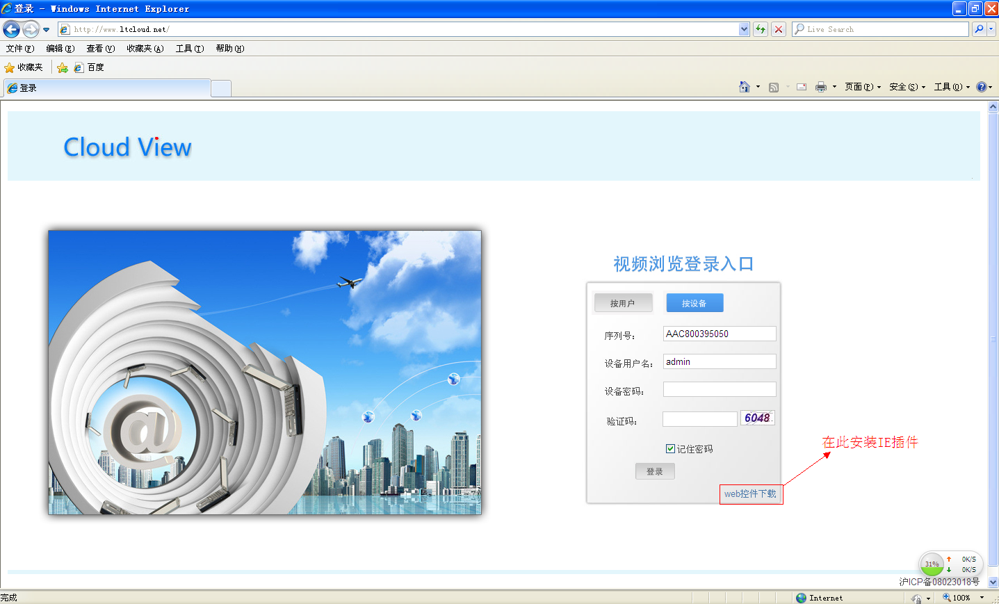 登录 - Windows Internet Explorer
http://www.ltcloud.net/
Live Search
文件(F) 编辑(E) 查看(V) 收藏夹(A) 工具(T) 帮助(H)
收藏夹 百度
登录
页面(P) 安全(S) 工具(O)
Cloud View
视频浏览登录入口
按用户 按设备
序列号: AAC800395050
设备用户名: admin
设备密码:
验证码: 6048
记住密码
登录
在此安装IE插件
web控件下载
31% 0K/S
0K/S
沪ICP备08023018号
完成 Internet 100%